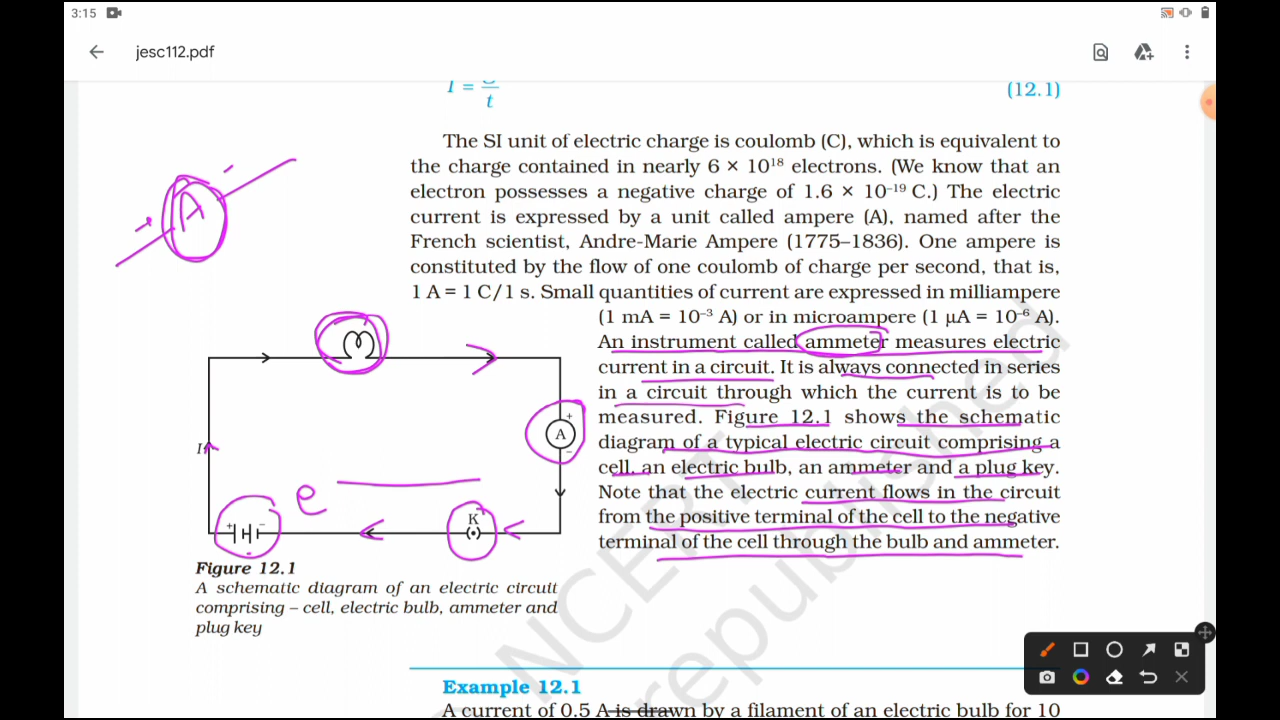 3:15
jesc112.pdf
I = Q/t (12.1)
The SI unit of electric charge is coulomb (C), which is equivalent to
the charge contained in nearly 6 × 10¹⁸ electrons. (We know that an
electron possesses a negative charge of 1.6 × 10⁻¹⁹ C.) The electric
current is expressed by a unit called ampere (A), named after the
French scientist, Andre-Marie Ampere (1775–1836). One ampere is
constituted by the flow of one coulomb of charge per second, that is,
1 A = 1 C/1 s. Small quantities of current are expressed in milliampere
(1 mA = 10⁻³ A) or in microampere (1 μA = 10⁻⁶ A).
An instrument called ammeter measures electric
current in a circuit. It is always connected in series
in a circuit through which the current is to be
measured. Figure 12.1 shows the schematic
diagram of a typical electric circuit comprising a
cell, an electric bulb, an ammeter and a plug key.
Note that the electric current flows in the circuit
from the positive terminal of the cell to the negative
terminal of the cell through the bulb and ammeter.
A
I
+
A
–
e
+ –
K
Figure 12.1
A schematic diagram of an electric circuit
comprising – cell, electric bulb, ammeter and
plug key
NCERT
republished
Example 12.1
A current of 0.5 A is drawn by a filament of an electric bulb for 10